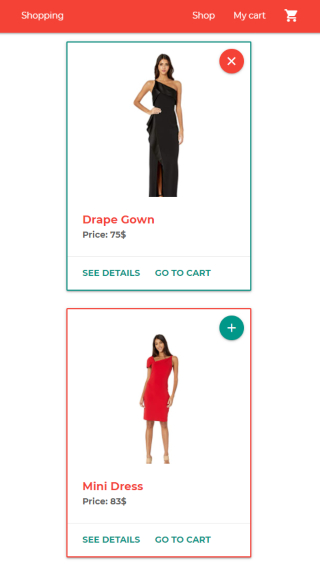 Shopping Shop My cart
Drape Gown
Price: 75$
SEE DETAILS GO TO CART
Mini Dress
Price: 83$
SEE DETAILS GO TO CART